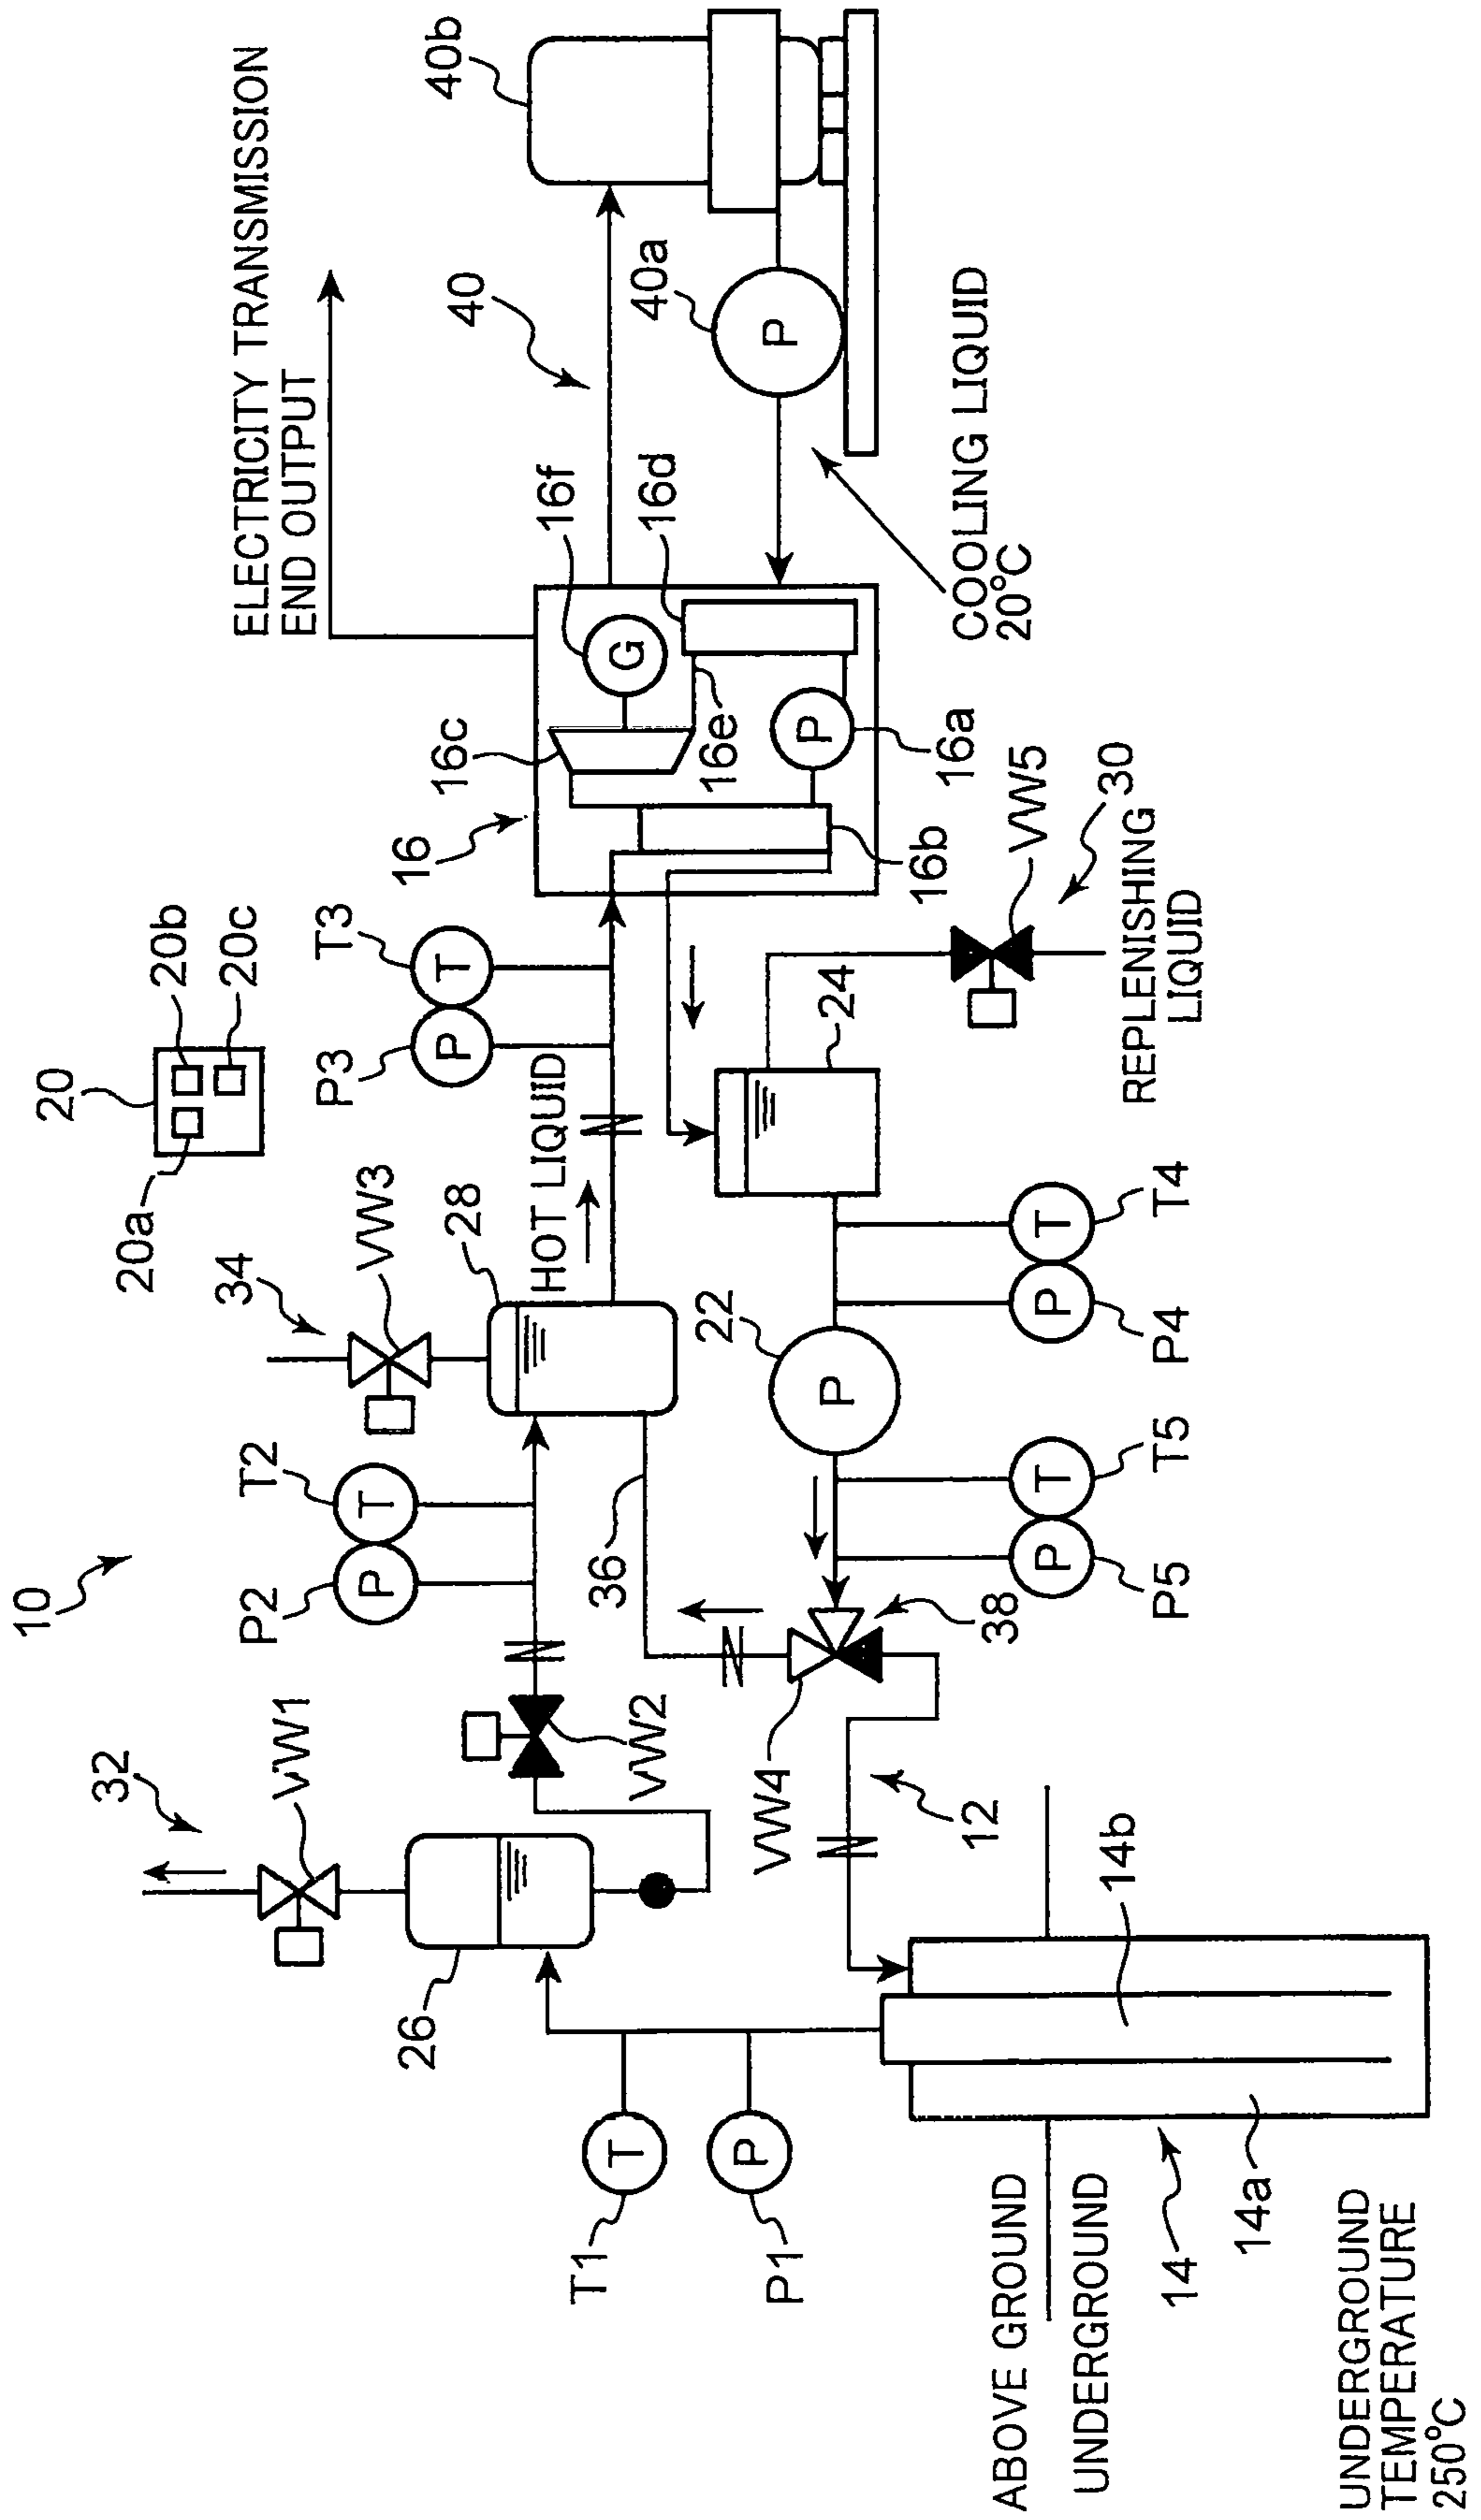 10
20
20a
20b
20c
ELECTRICITY TRANSMISSION
END OUTPUT
32
VW1
P2
T2
34
VW3
28
P3
T3
16
16c
16f
40
40b
T
P
P
T
26
VW2
36
HOT LIQUID
G
16d
40a
T1
T
P1
P
VW4
22
P
16e
P
P
38
24
16b
16a
COOLING LIQUID
20°C
12
P
T
P
T
VW5
30
ABOVE GROUND
UNDERGROUND
14b
P5
T5
P4
T4
REPLENISHING
LIQUID
14
14a
UNDERGROUND
TEMPERATURE
250°C